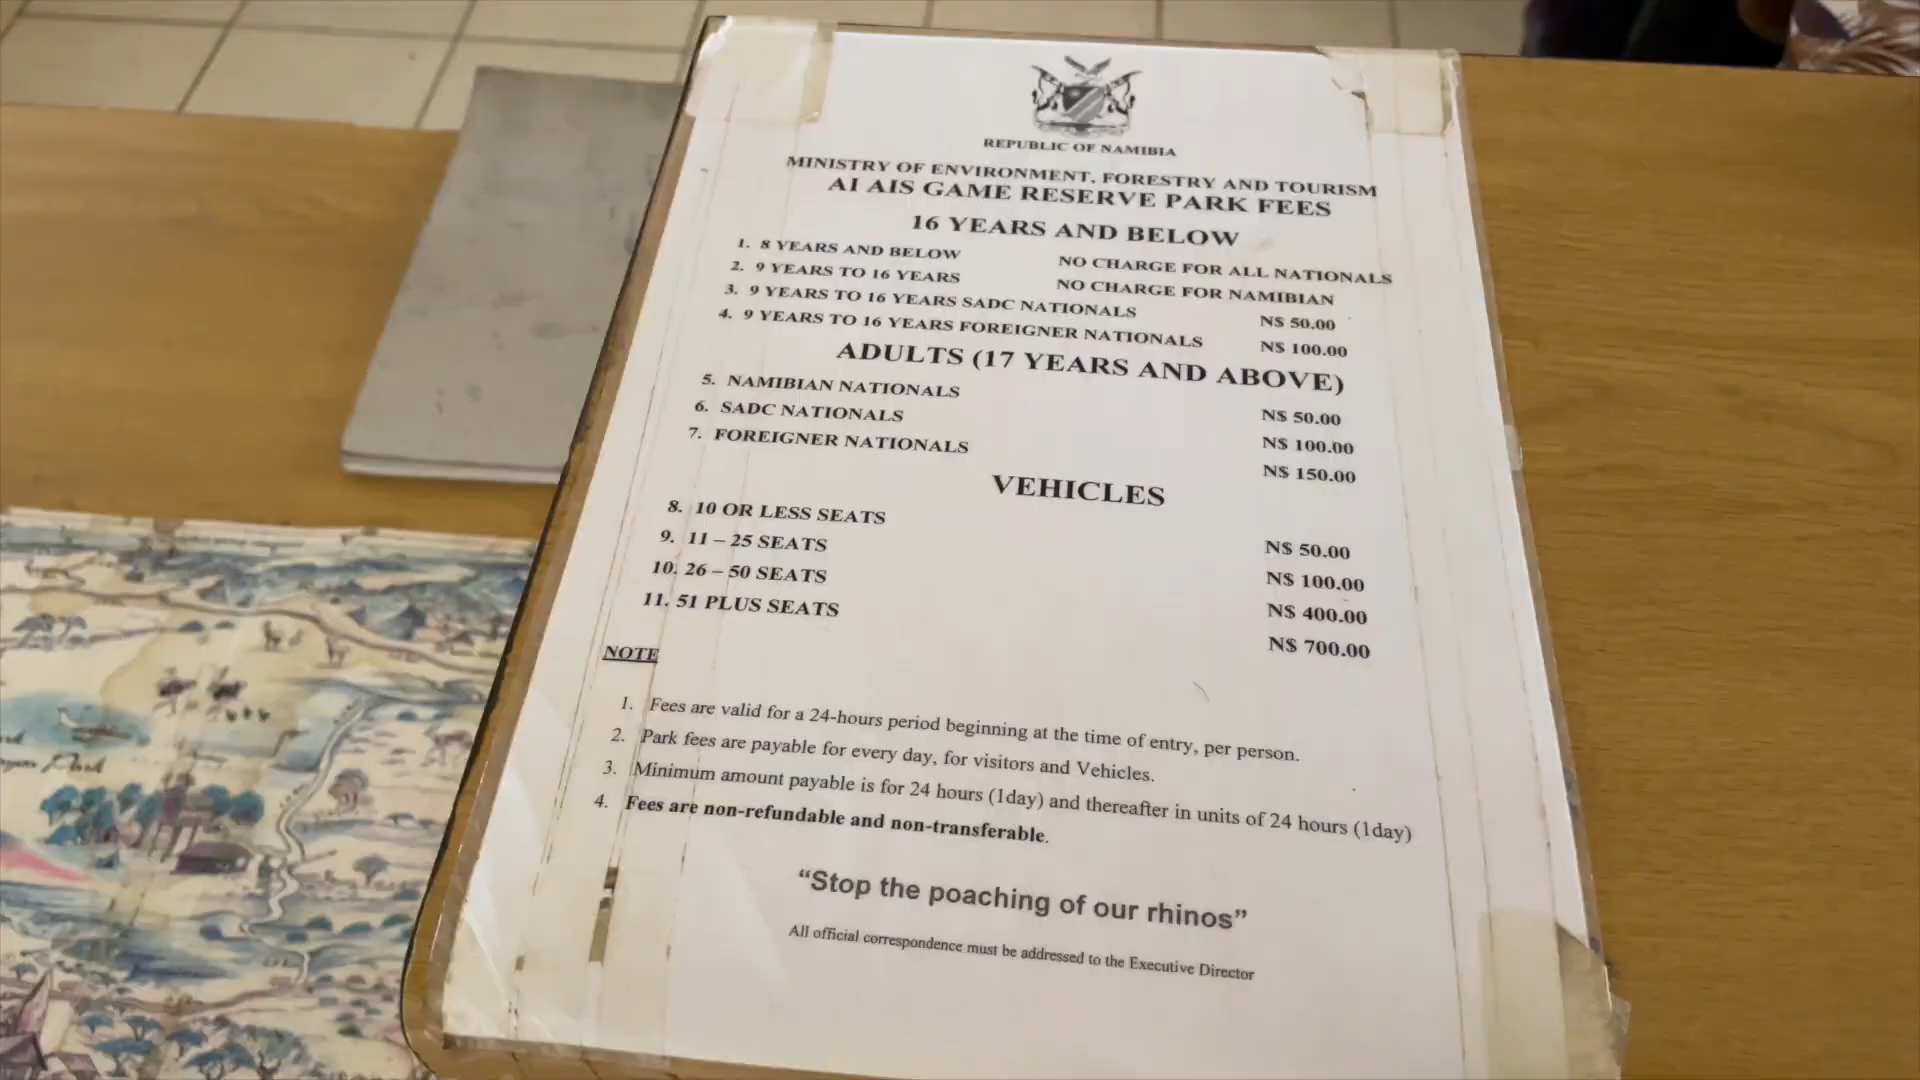 REPUBLIC OF NAMIBIA
MINISTRY OF ENVIRONMENT, FORESTRY AND TOURISM
AI AIS GAME RESERVE PARK FEES
16 YEARS AND BELOW
1. 8 YEARS AND BELOW NO CHARGE FOR ALL NATIONALS
2. 9 YEARS TO 16 YEARS NO CHARGE FOR NAMIBIAN
3. 9 YEARS TO 16 YEARS SADC NATIONALS N$ 50.00
4. 9 YEARS TO 16 YEARS FOREIGNER NATIONALS N$ 100.00
ADULTS (17 YEARS AND ABOVE)
5. NAMIBIAN NATIONALS N$ 50.00
6. SADC NATIONALS N$ 100.00
7. FOREIGNER NATIONALS N$ 150.00
VEHICLES
8. 10 OR LESS SEATS N$ 50.00
9. 11 – 25 SEATS N$ 100.00
10. 26 – 50 SEATS N$ 400.00
11. 51 PLUS SEATS N$ 700.00
NOTE
1. Fees are valid for a 24-hours period beginning at the time of entry, per person.
2. Park fees are payable for every day, for visitors and Vehicles.
3. Minimum amount payable is for 24 hours (1day) and thereafter in units of 24 hours (1day)
4. Fees are non-refundable and non-transferable.
“Stop the poaching of our rhinos”
All official correspondence must be addressed to the Executive Director